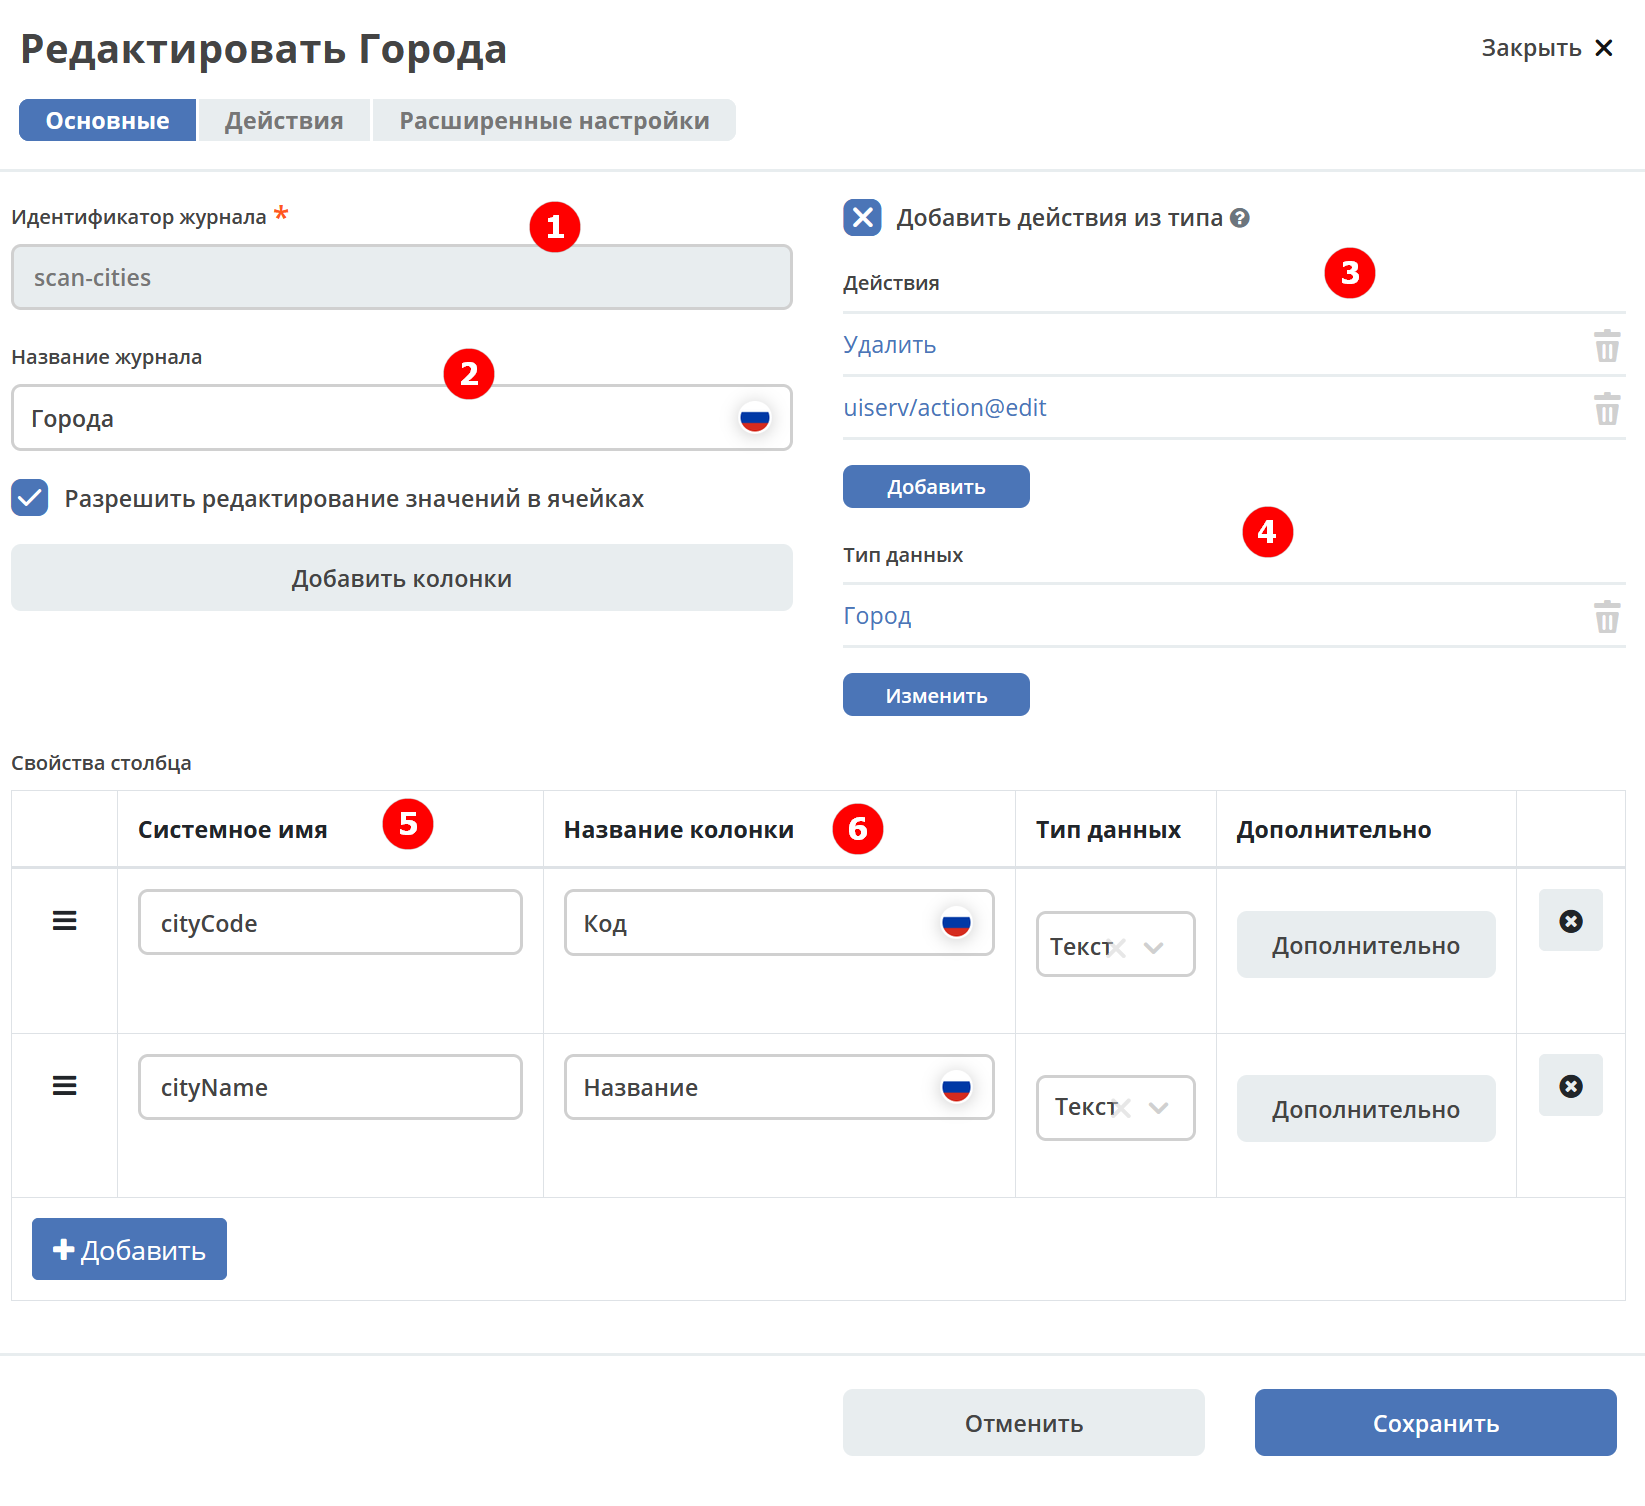 Редактировать Города
Закрыть
Основные
Действия
Расширенные настройки
Идентификатор журнала *
1
scan-cities
Название журнала
2
Города
Разрешить редактирование значений в ячейках
Добавить колонки
Добавить действия из типа
3
Действия
Удалить
uiserv/action@edit
Добавить
4
Тип данных
Город
Изменить
Свойства столбца
Системное имя 5 Название колонки 6 Тип данных Дополнительно
cityCode Код Текст Дополнительно
cityName Название Текст Дополнительно
Добавить
Отменить Сохранить